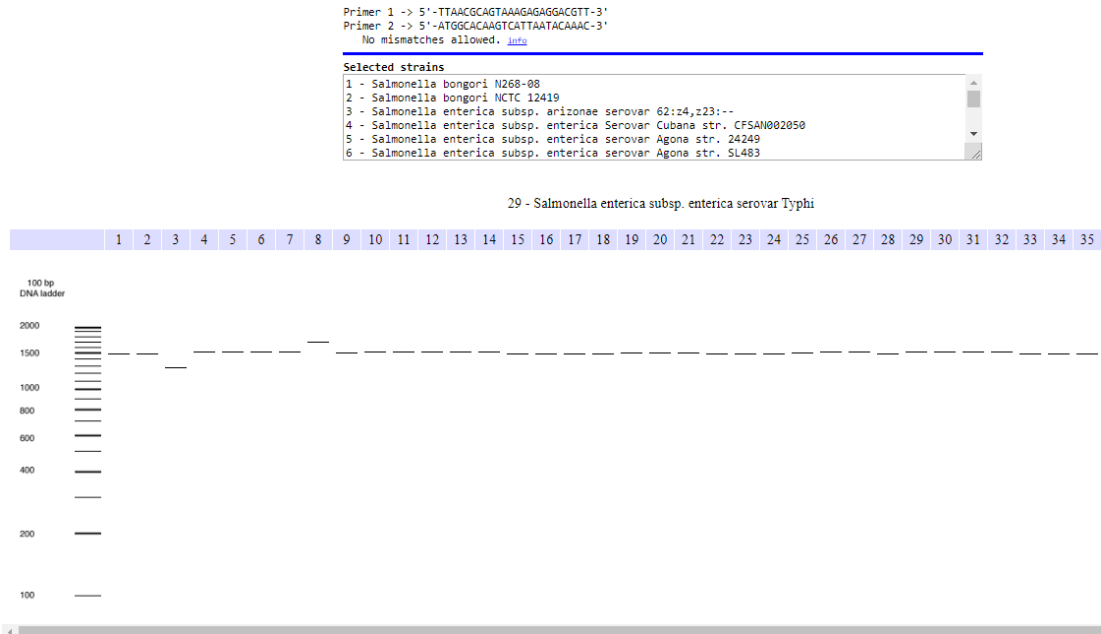 Primer 1 -> 5'-TTAACGCAGTAAAGAGAGGACGTT-3'
Primer 2 -> 5'-ATGGCACAAGTCATTAATACAAAC-3'
No mismatches allowed. info
Selected strains
1 - Salmonella bongori N268-08
2 - Salmonella bongori NCTC 12419
3 - Salmonella enterica subsp. arizonae serovar 62:z4,z23:--
4 - Salmonella enterica subsp. enterica Serovar Cubana str. CFSAN002050
5 - Salmonella enterica subsp. enterica serovar Agona str. 24249
6 - Salmonella enterica subsp. enterica serovar Agona str. SL483
29 - Salmonella enterica subsp. enterica serovar Typhi
1 2 3 4 5 6 7 8 9 10 11 12 13 14 15 16 17 18 19 20 21 22 23 24 25 26 27 28 29 30 31 32 33 34 35
100 bp
DNA ladder
2000
1500
1000
800
600
400
200
100